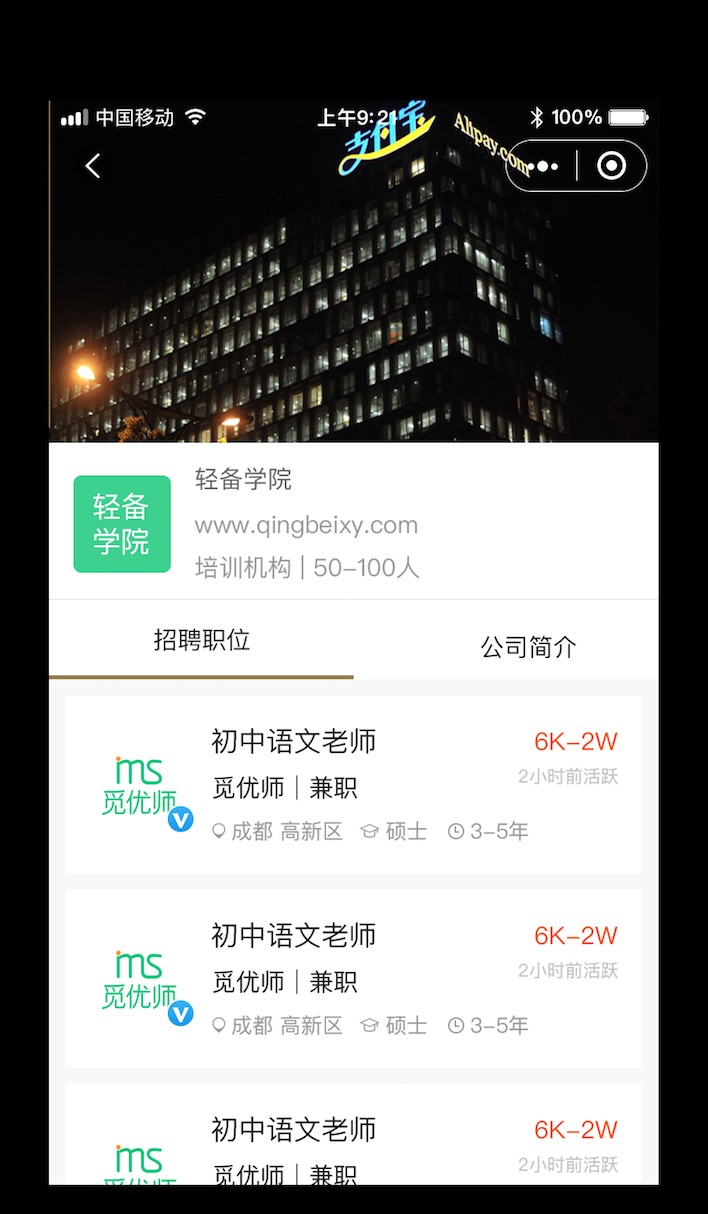 中国移动
上午9:21
100%
支付宝
Alipay.com
轻备
学院
轻备学院
www.qingbeixy.com
培训机构 | 50-100人
招聘职位
公司简介
初中语文老师
6K-2W
ims
觅优师
觅优师 | 兼职
2小时前活跃
成都 高新区 硕士 3-5年
初中语文老师
6K-2W
ims
觅优师
觅优师 | 兼职
2小时前活跃
成都 高新区 硕士 3-5年
初中语文老师
6K-2W
ims
觅优师
觅优师 | 兼职
2小时前活跃